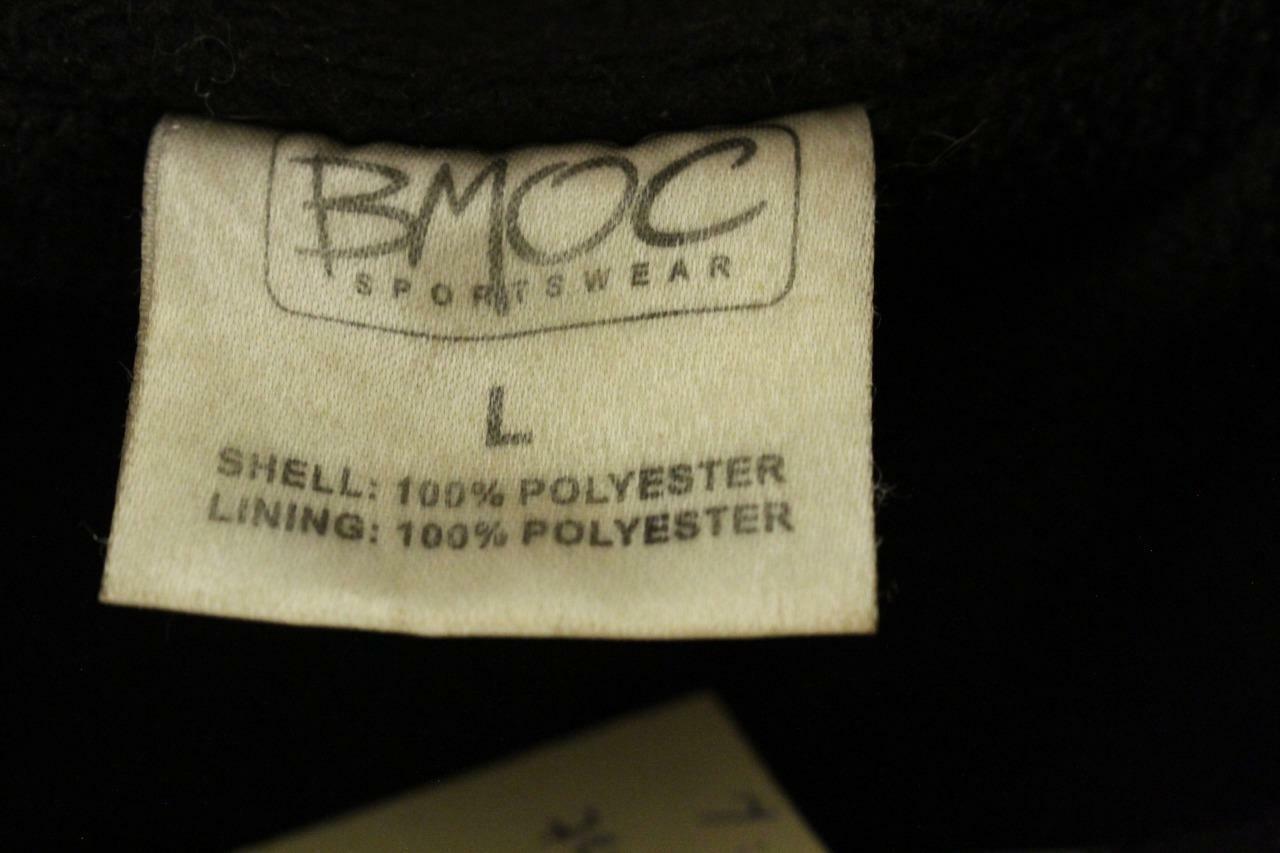 BMOC
SPORTSWEAR
L
SHELL: 100% POLYESTER
LINING: 100% POLYESTER